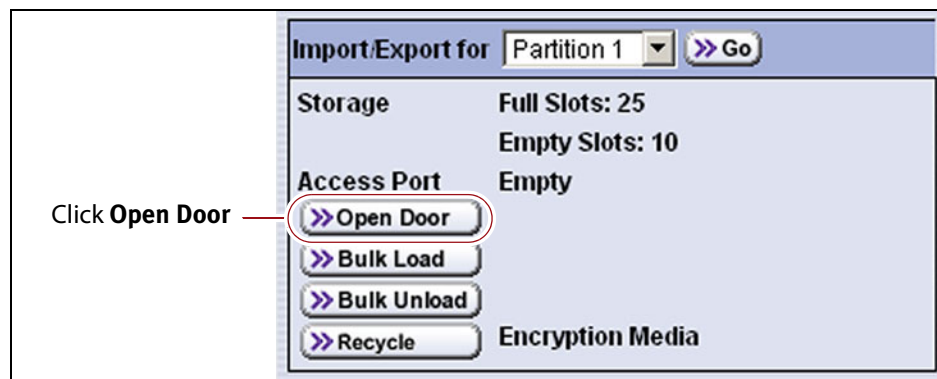 Import/Export for Partition 1 >> Go
Storage Full Slots: 25
Empty Slots: 10
Access Port Empty
Click Open Door >> Open Door
>> Bulk Load
>> Bulk Unload
>> Recycle Encryption Media